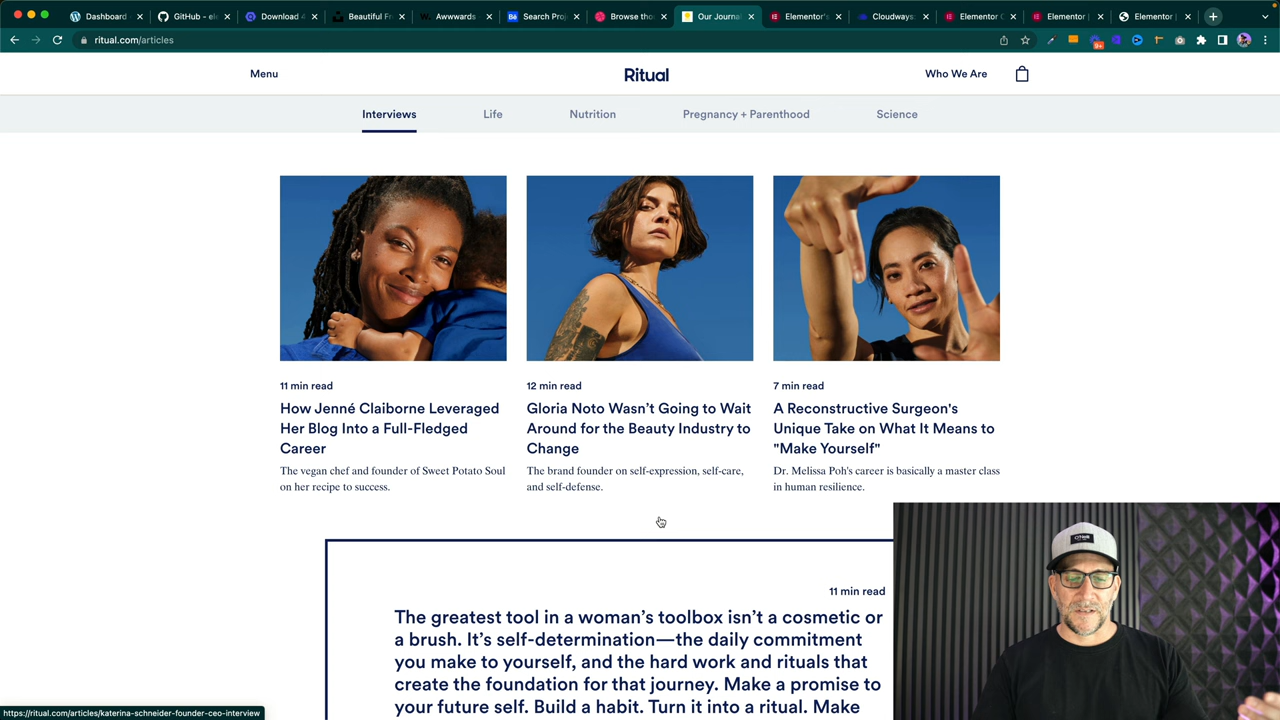 Dashboard
GitHub - ele
Download 4
Beautiful Fr
Awwwards
Search Proj
Browse thou
Our Journal
Elementor's
Cloudways
Elementor C
Elementor |
Elementor |
ritual.com/articles
9+
Menu
Ritual
Who We Are
Interviews
Life
Nutrition
Pregnancy + Parenthood
Science
11 min read
How Jenné Claiborne Leveraged
Her Blog Into a Full-Fledged
Career
The vegan chef and founder of Sweet Potato Soul
on her recipe to success.
12 min read
Gloria Noto Wasn’t Going to Wait
Around for the Beauty Industry to
Change
The brand founder on self-expression, self-care,
and self-defense.
7 min read
A Reconstructive Surgeon's
Unique Take on What It Means to
"Make Yourself"
Dr. Melissa Poh's career is basically a master class
in human resilience.
11 min read
The greatest tool in a woman’s toolbox isn’t a cosmetic or
a brush. It’s self-determination—the daily commitment
you make to yourself, and the hard work and rituals that
create the foundation for that journey. Make a promise to
your future self. Build a habit. Turn it into a ritual. Make
https://ritual.com/articles/katerina-schneider-founder-ceo-interview